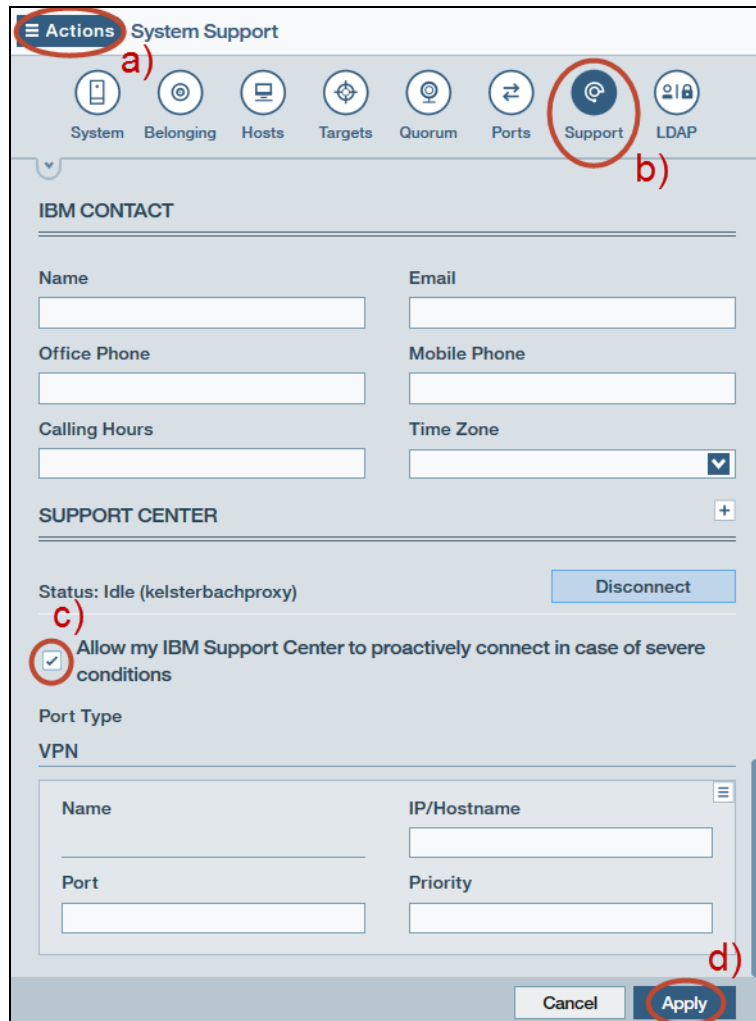 Actions System Support
a)
System Belonging Hosts Targets Quorum Ports Support LDAP
b)
IBM CONTACT
Name Email
Office Phone Mobile Phone
Calling Hours Time Zone
SUPPORT CENTER
Status: Idle (kelsterbachproxy) Disconnect
c)
Allow my IBM Support Center to proactively connect in case of severe
conditions
Port Type
VPN
Name IP/Hostname
Port Priority
d)
Cancel Apply